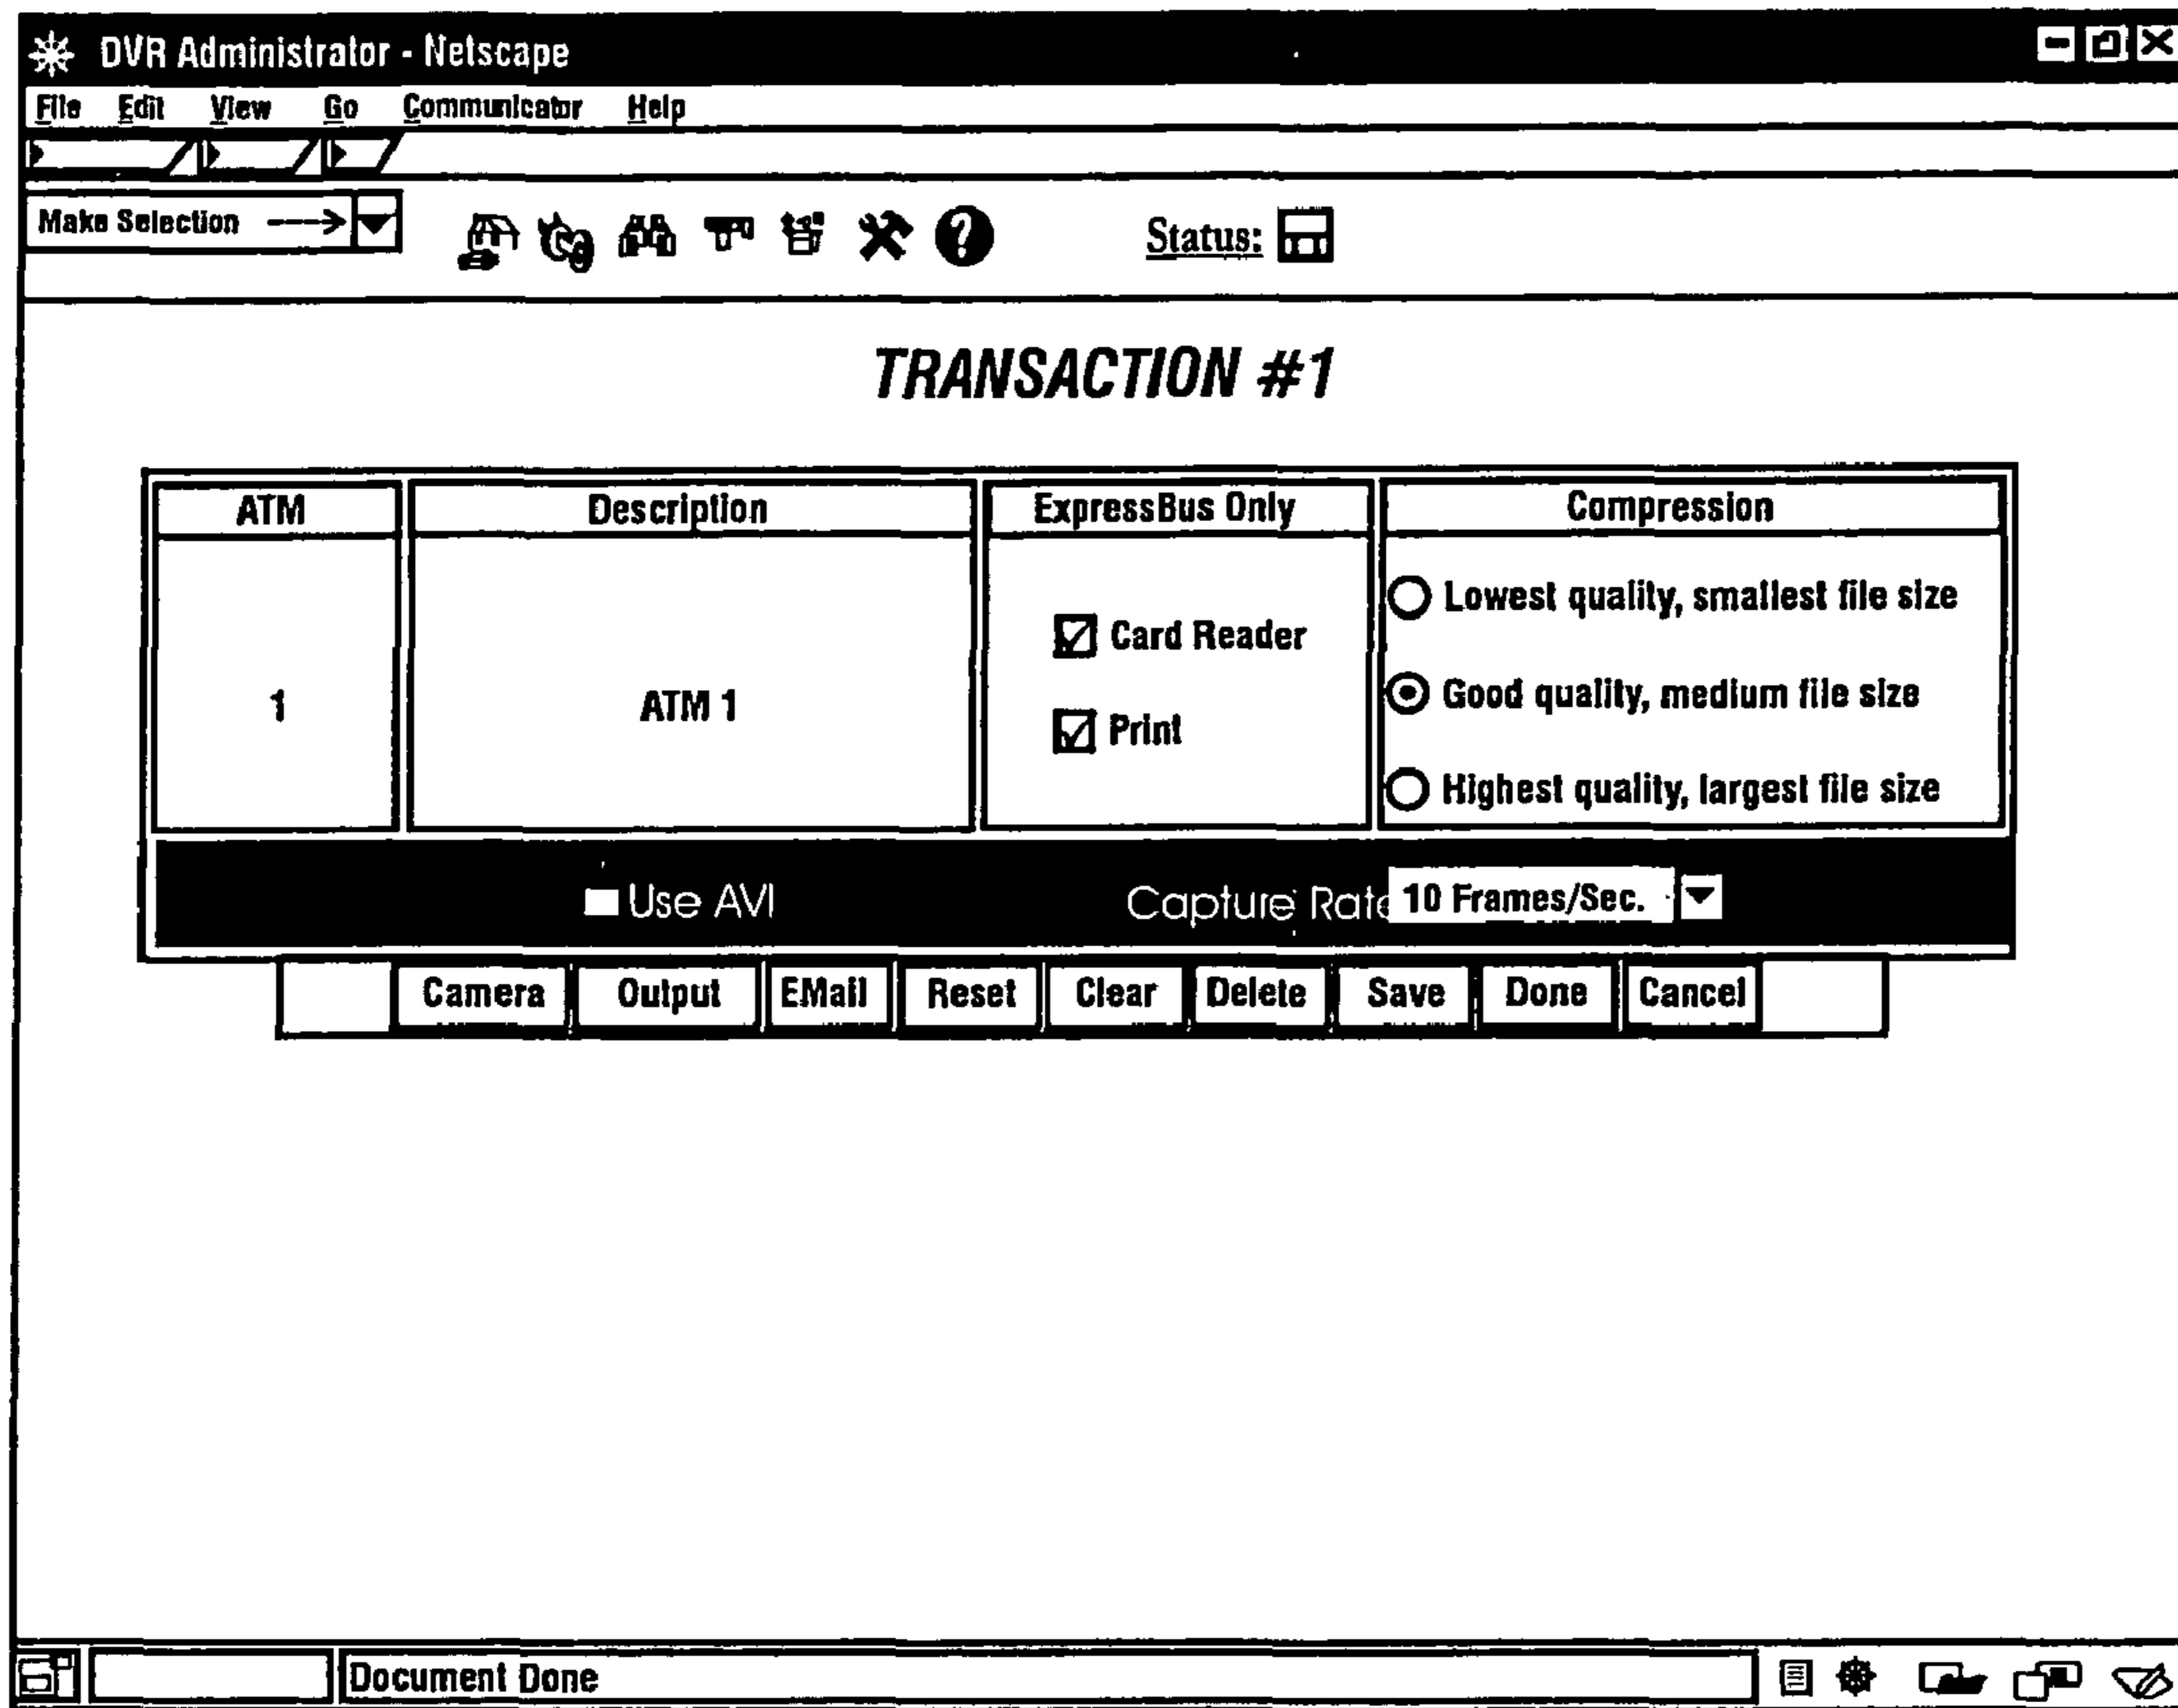 DVR Administrator - Netscape
File Edit View Go Communicator Help
Make Selection
Status:
TRANSACTION #1
ATM Description ExpressBus Only Compression
1 ATM 1
Card Reader
Print
Lowest quality, smallest file size
Good quality, medium file size
Highest quality, largest file size
Use AVI Capture Rate 10 Frames/Sec.
Camera Output EMail Reset Clear Delete Save Done Cancel
Document Done